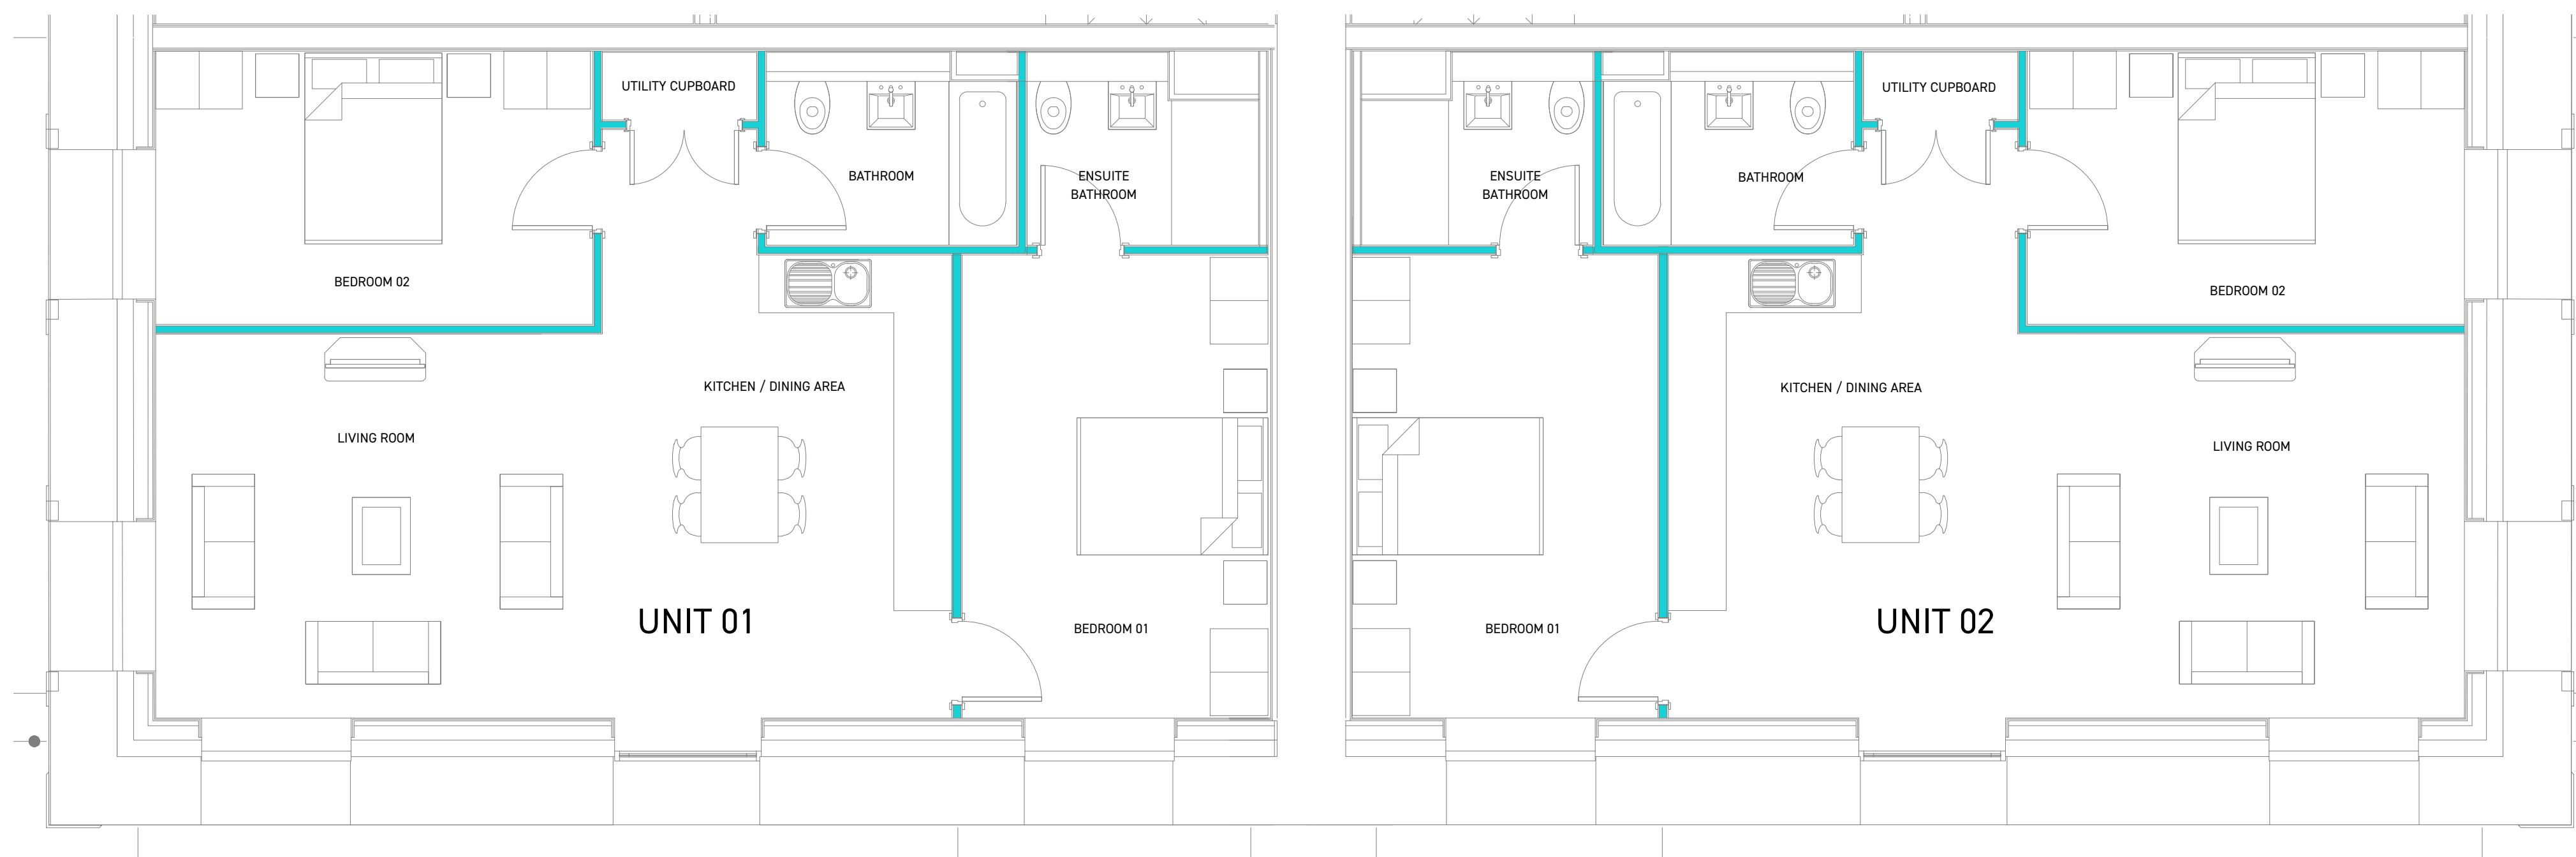 UTILITY CUPBOARD
BATHROOM
ENSUITE
BATHROOM
BEDROOM 02
KITCHEN / DINING AREA
LIVING ROOM
UNIT 01
BEDROOM 01
UTILITY CUPBOARD
ENSUITE
BATHROOM
BATHROOM
BEDROOM 02
KITCHEN / DINING AREA
LIVING ROOM
UNIT 02
BEDROOM 01